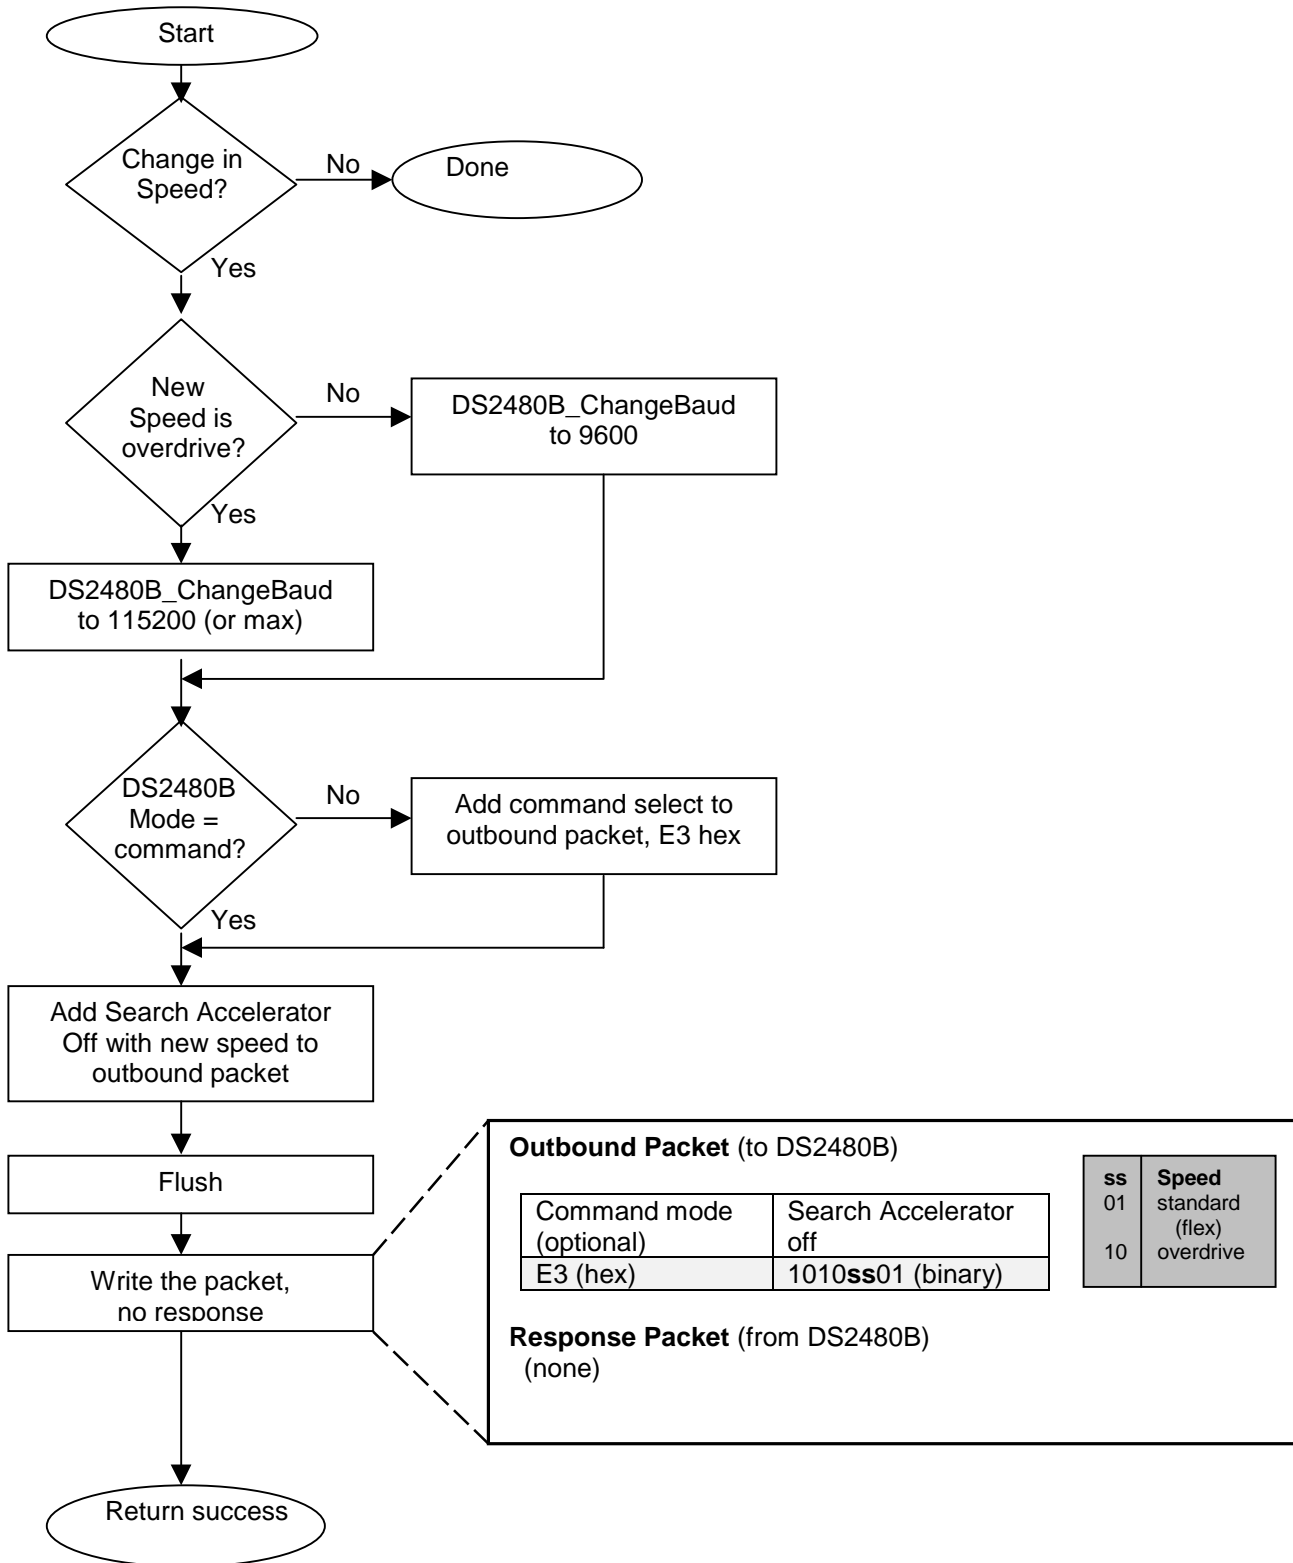 Start
Change in
Speed?
No
Done
Yes
New
Speed is
overdrive?
No
DS2480B_ChangeBaud
to 9600
Yes
DS2480B_ChangeBaud
to 115200 (or max)
DS2480B
Mode =
command?
No
Add command select to
outbound packet, E3 hex
Yes
Add Search Accelerator
Off with new speed to
outbound packet
Flush
Write the packet,
no response
Outbound Packet (to DS2480B)
Command mode
(optional)
Search Accelerator
off
E3 (hex)
1010ss01 (binary)
ss Speed
01 standard
(flex)
10 overdrive
Response Packet (from DS2480B)
(none)
Return success